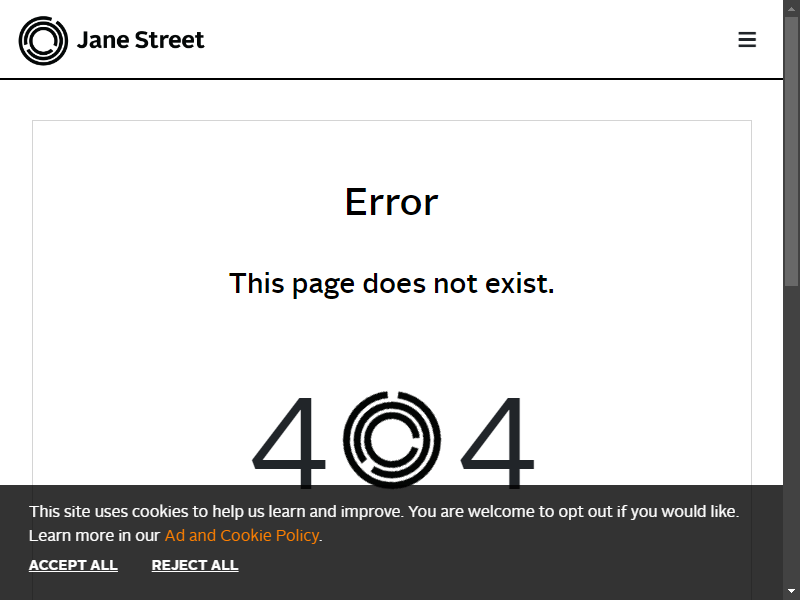 Jane Street
Error
This page does not exist.
404
This site uses cookies to help us learn and improve. You are welcome to opt out if you would like.
Learn more in our Ad and Cookie Policy.
ACCEPT ALL REJECT ALL